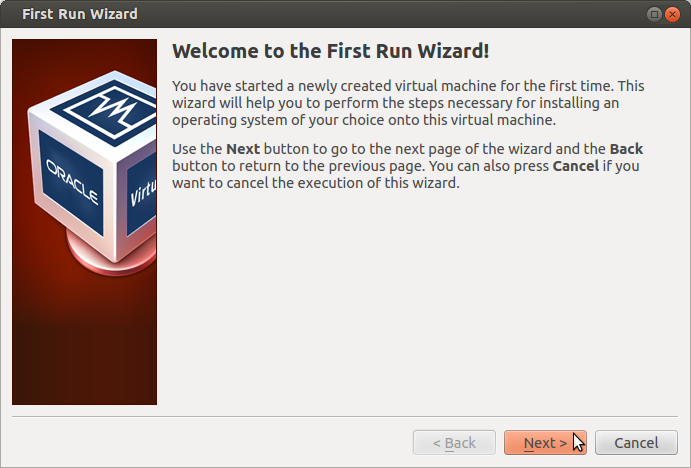 First Run Wizard
Welcome to the First Run Wizard!
You have started a newly created virtual machine for the first time. This
wizard will help you to perform the steps necessary for installing an
operating system of your choice onto this virtual machine.
Use the Next button to go to the next page of the wizard and the Back
button to return to the previous page. You can also press Cancel if you
want to cancel the execution of this wizard.
ORACLE
Virtu
< Back
Next >
Cancel